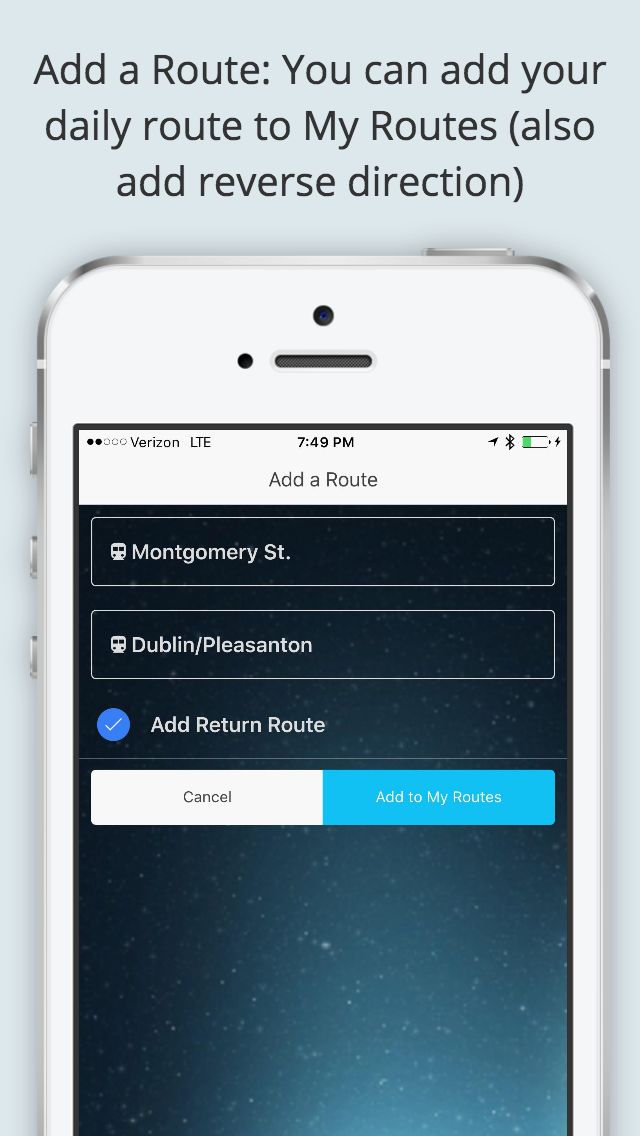 Add a Route: You can add your
daily route to My Routes (also
add reverse direction)
Verizon LTE 7:49 PM
Add a Route
Montgomery St.
Dublin/Pleasanton
Add Return Route
Cancel Add to My Routes